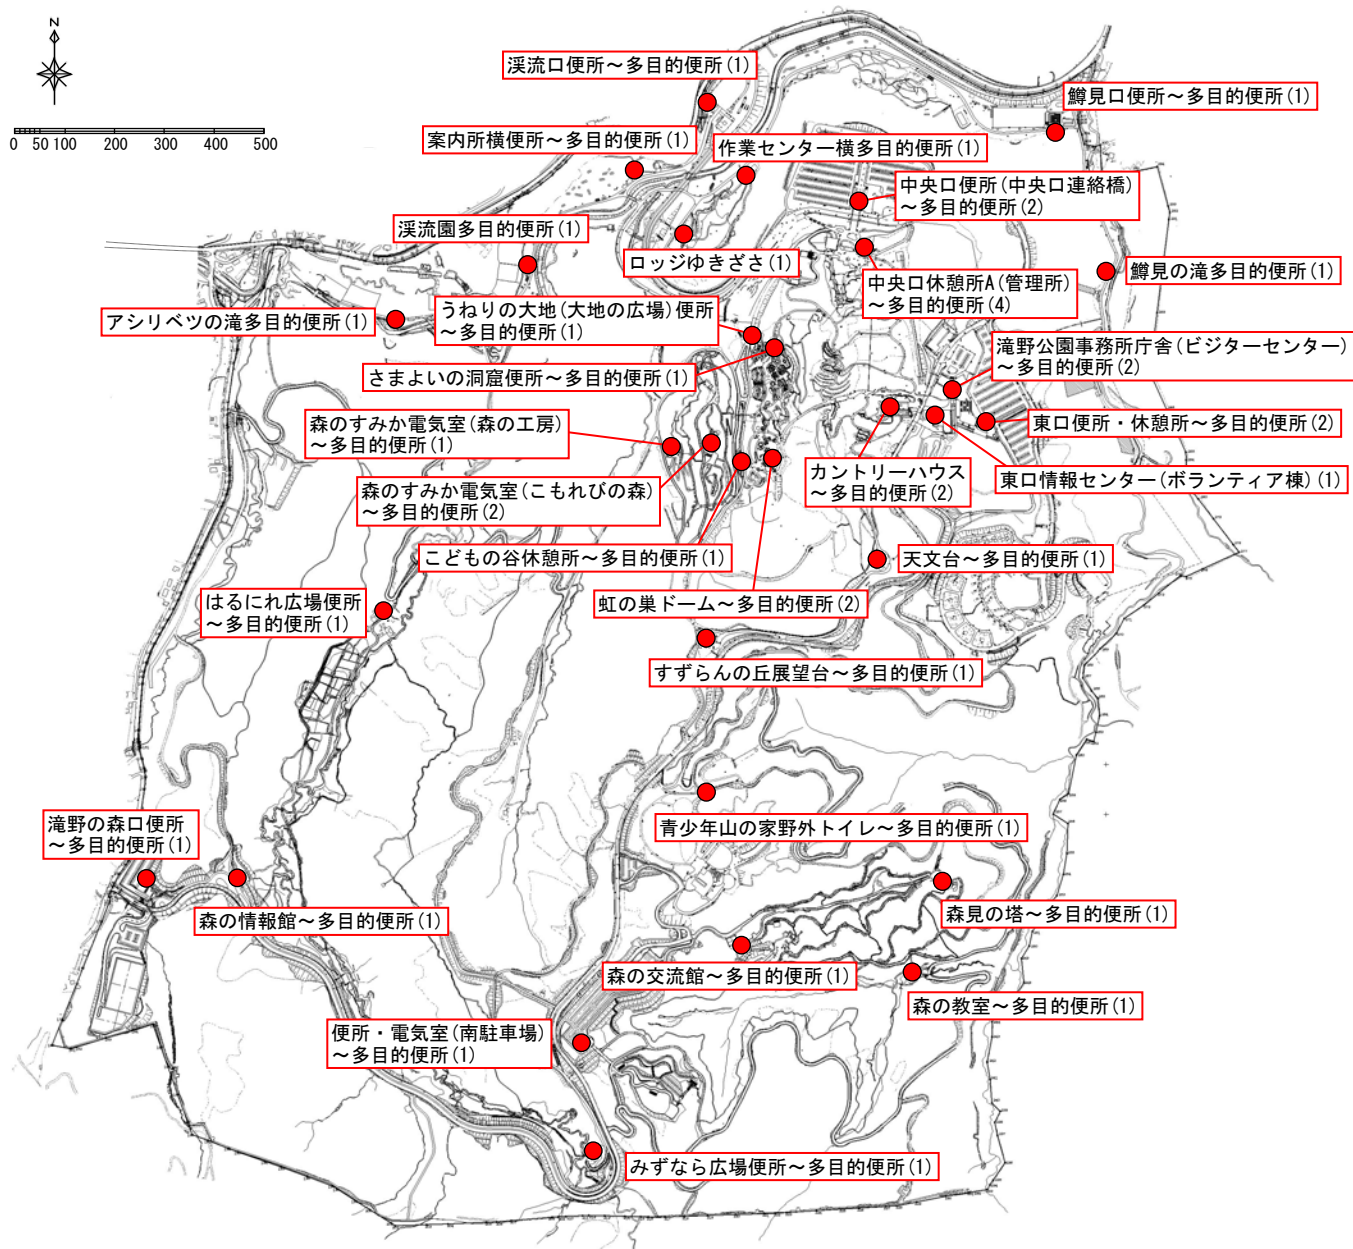 N
0 50 100 200 300 400 500
渓流口便所～多目的便所(1)
鱒見口便所～多目的便所(1)
案内所横便所～多目的便所(1)
作業センター横多目的便所(1)
中央口便所(中央口連絡橋)
～多目的便所(2)
渓流園多目的便所(1)
ロッジゆきざさ(1)
中央口休憩所A(管理所)
～多目的便所(4)
鱒見の滝多目的便所(1)
アシリベツの滝多目的便所(1)
うねりの大地(大地の広場)便所
～多目的便所(1)
滝野公園事務所庁舎(ビジターセンター)
～多目的便所(2)
さまよいの洞窟便所～多目的便所(1)
森のすみか電気室(森の工房)
～多目的便所(1)
東口便所・休憩所～多目的便所(2)
カントリーハウス
～多目的便所(2)
東口情報センター(ボランティア棟)(1)
森のすみか電気室(こもれびの森)
～多目的便所(2)
こどもの谷休憩所～多目的便所(1)
天文台～多目的便所(1)
はるにれ広場便所
～多目的便所(1)
虹の巣ドーム～多目的便所(2)
すずらんの丘展望台～多目的便所(1)
滝野の森口便所
～多目的便所(1)
青少年山の家野外トイレ～多目的便所(1)
森の情報館～多目的便所(1)
森見の塔～多目的便所(1)
森の交流館～多目的便所(1)
森の教室～多目的便所(1)
便所・電気室(南駐車場)
～多目的便所(1)
みずなら広場便所～多目的便所(1)